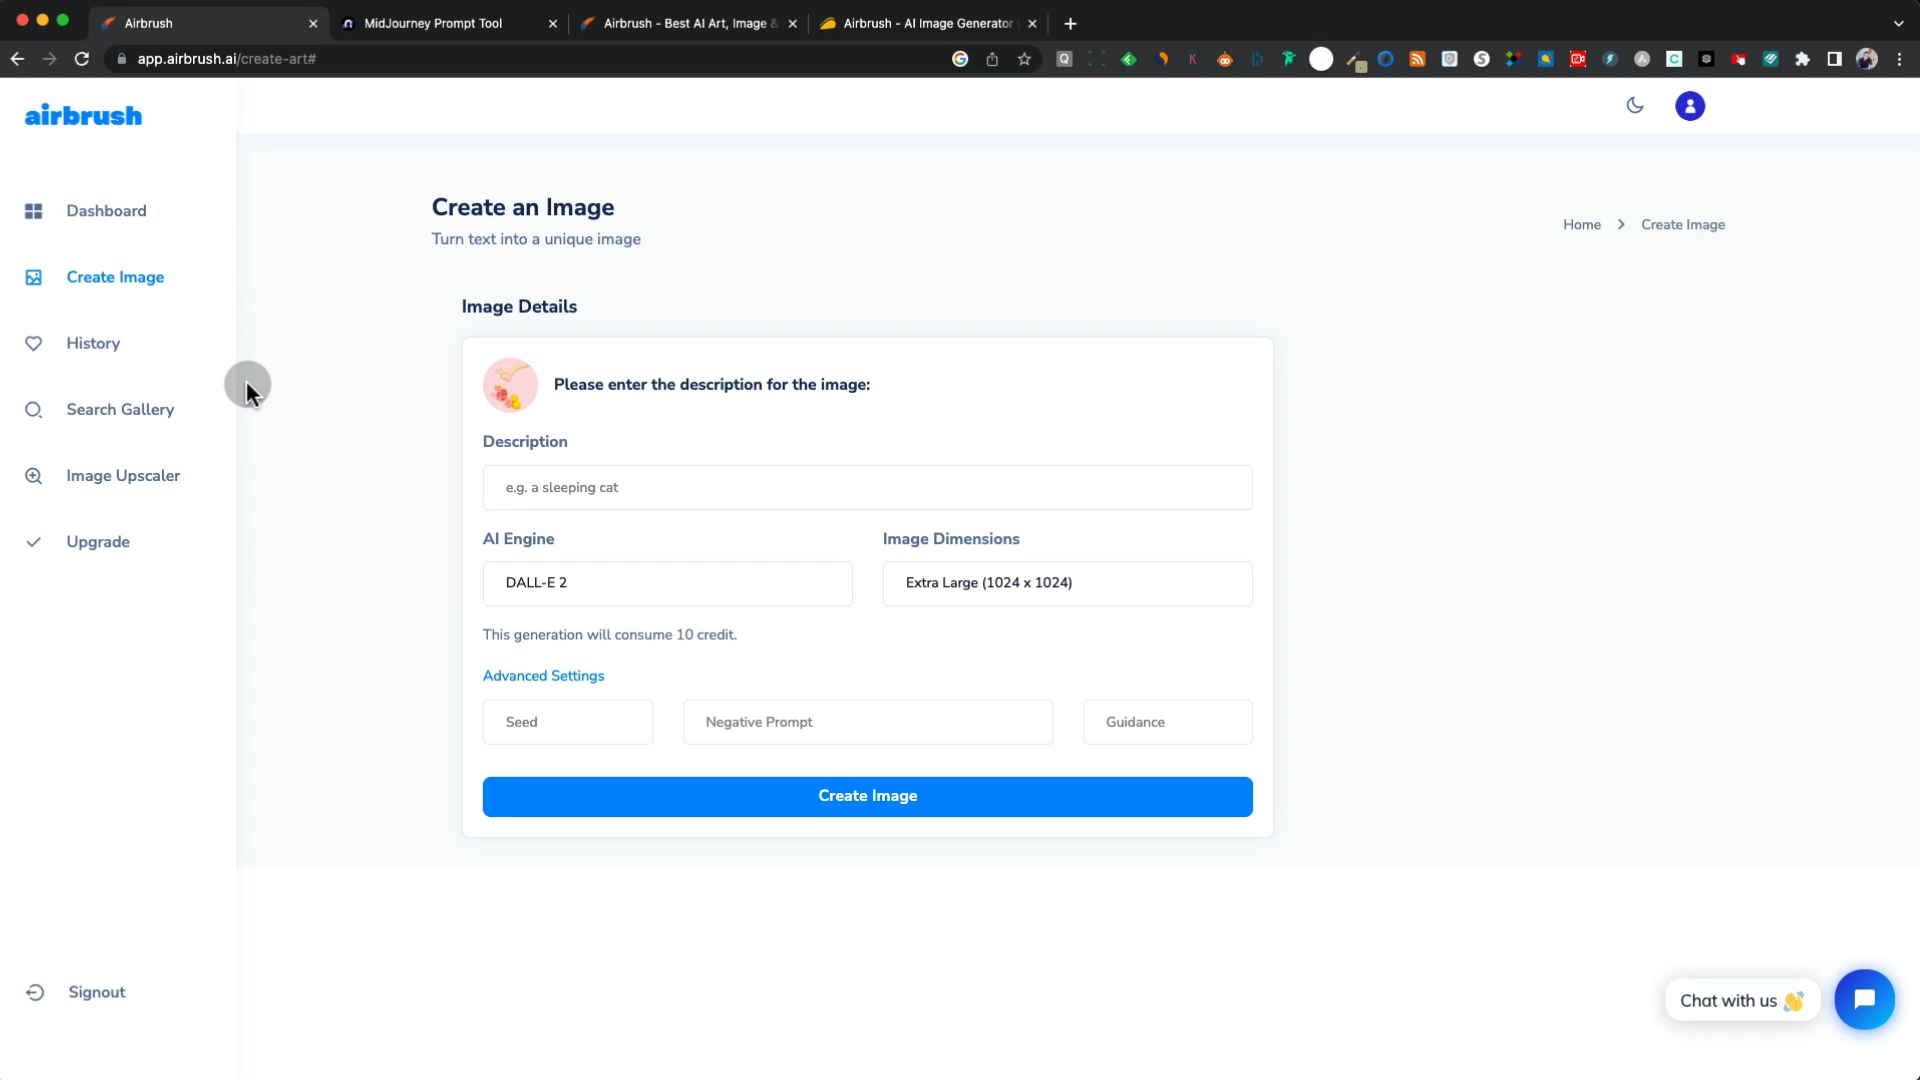 Airbrush
MidJourney Prompt Tool
Airbrush - Best AI Art, Image &
Airbrush - AI Image Generator
app.airbrush.ai/create-art#
airbrush
Dashboard
Create Image
History
Search Gallery
Image Upscaler
Upgrade
Signout
Create an Image
Turn text into a unique image
Home > Create Image
Image Details
Please enter the description for the image:
Description
e.g. a sleeping cat
AI Engine
Image Dimensions
DALL-E 2
Extra Large (1024 x 1024)
This generation will consume 10 credit.
Advanced Settings
Seed
Negative Prompt
Guidance
Create Image
Chat with us 👋